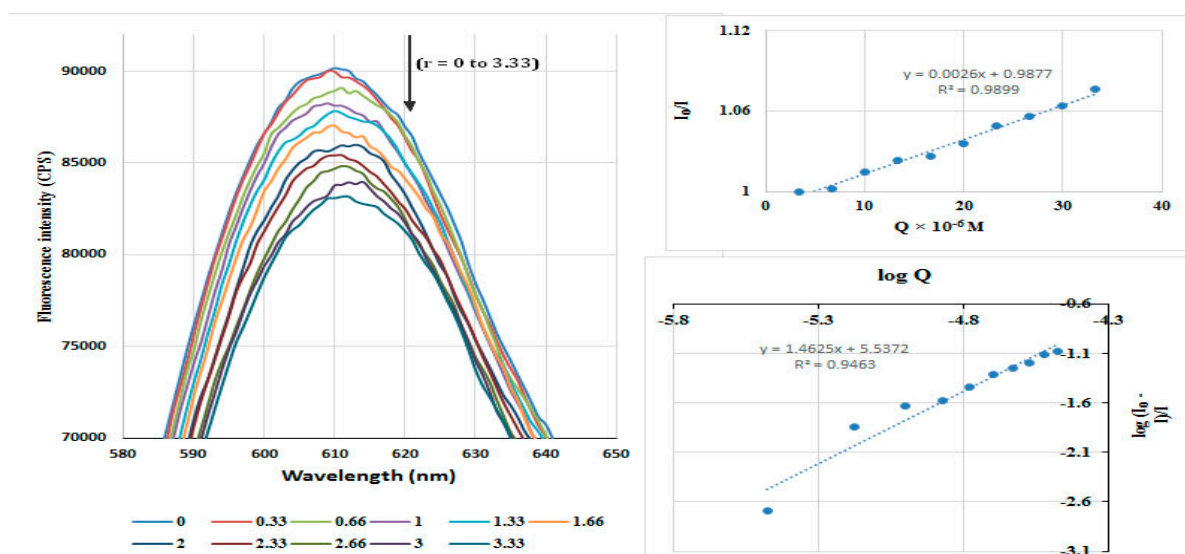 90000
85000
80000
75000
70000
Fluorescence intensity (CPS)
(r = 0 to 3.33)
580 590 600 610 620 630 640 650
Wavelength (nm)
0 0.33 0.66 1 1.33 1.66
2 2.33 2.66 3 3.33
1.12
1.06
1
I₀/I
y = 0.0026x + 0.9877
R² = 0.9899
0 10 20 30 40
Q × 10⁻⁶ M
log Q
-5.8 -5.3 -4.8 -4.3
-0.6
-1.1
-1.6
-2.1
-2.6
-3.1
y = 1.4625x + 5.5372
R² = 0.9463
log (I₀ -
I)/I